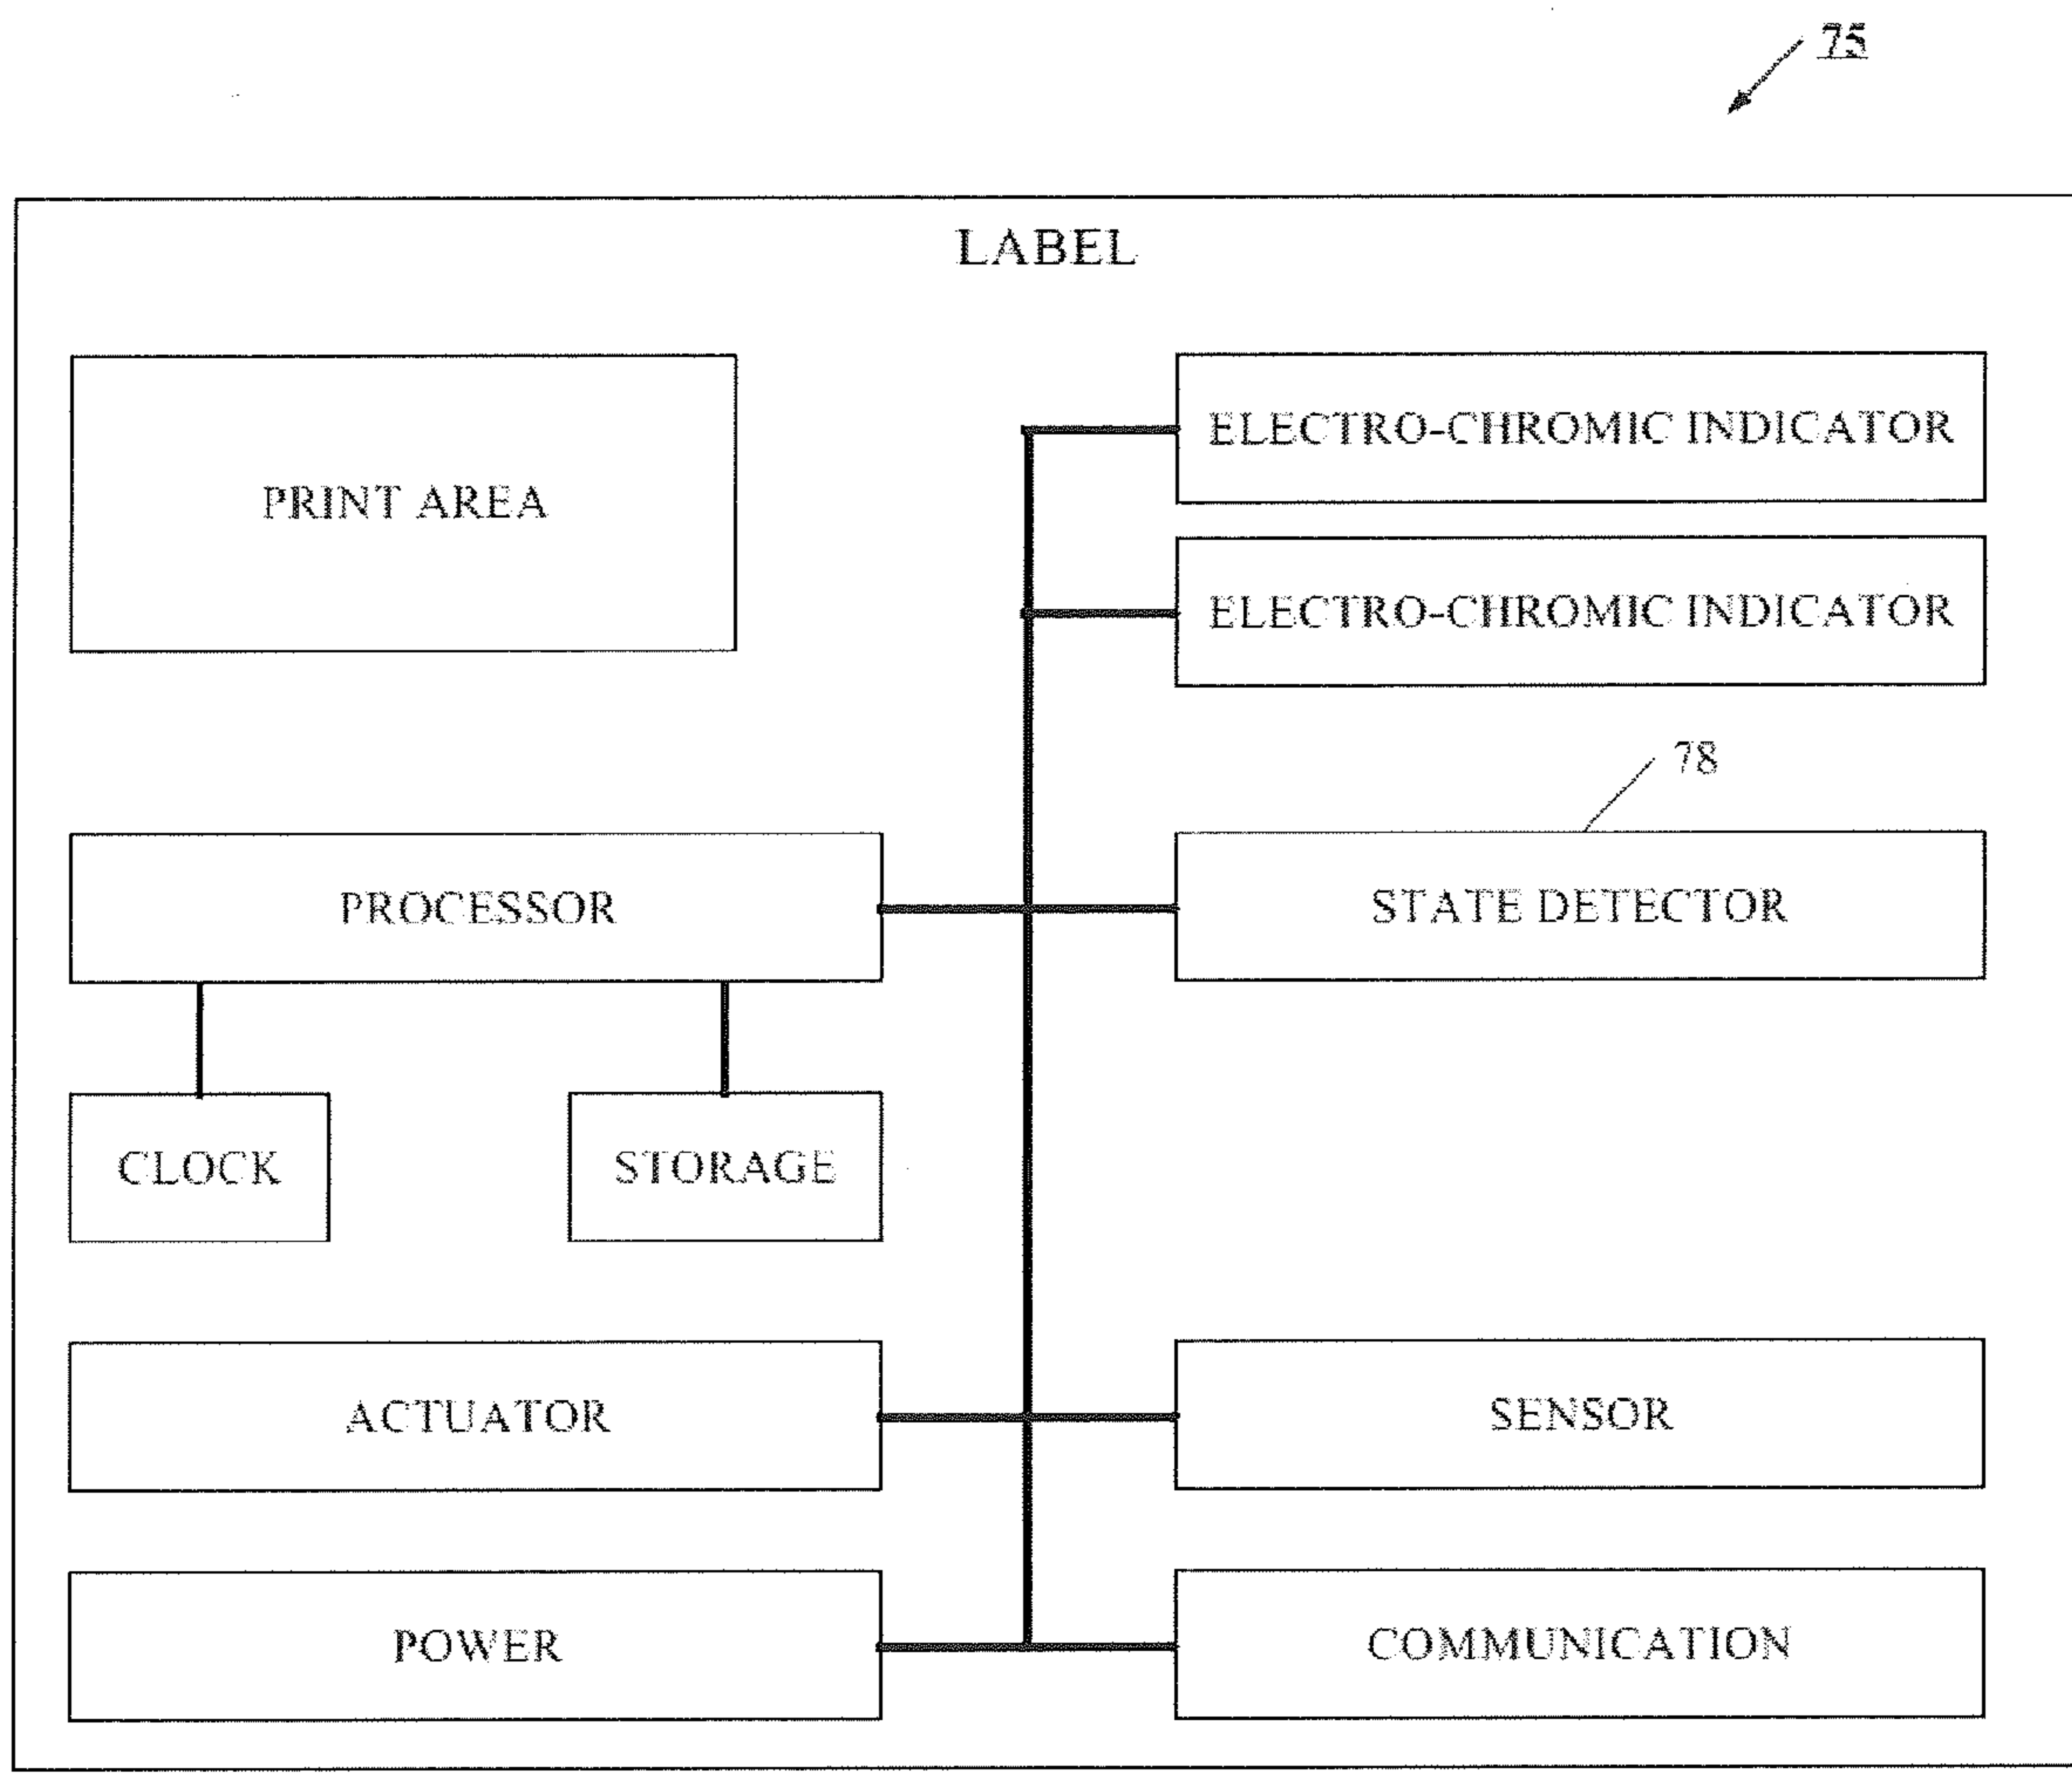 75
LABEL
PRINT AREA
ELECTRO-CHROMIC INDICATOR
ELECTRO-CHROMIC INDICATOR
78
PROCESSOR
STATE DETECTOR
CLOCK
STORAGE
ACTUATOR
SENSOR
POWER
COMMUNICATION